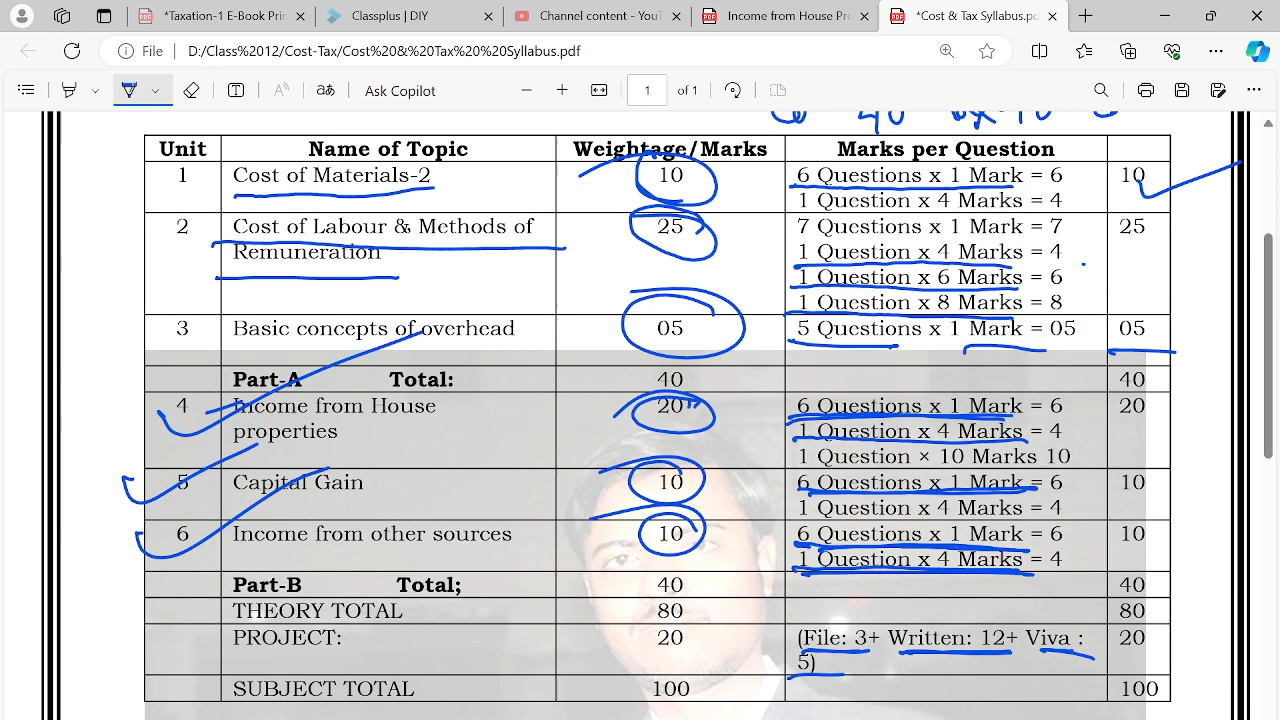 *Taxation-1 E-Book Pri
Classplus | DIY
Channel content - YouT
Income from House Pr
*Cost & Tax Syllabus.pd
File
D:/Class%2012/Cost-Tax/Cost%20&%20Tax%20%20Syllabus.pdf
Ask Copilot
1
of 1
Unit Name of Topic Weightage/Marks Marks per Question
1 Cost of Materials-2 10 6 Questions x 1 Mark = 6 10
1 Question x 4 Marks = 4
2 Cost of Labour & Methods of 25 7 Questions x 1 Mark = 7 25
Remuneration 1 Question x 4 Marks = 4
1 Question x 6 Marks = 6
1 Question x 8 Marks = 8
3 Basic concepts of overhead 05 5 Questions x 1 Mark = 05 05
Part-A Total: 40 40
4 Income from House 20 6 Questions x 1 Mark = 6 20
properties 1 Question x 4 Marks = 4
1 Question × 10 Marks 10
5 Capital Gain 10 6 Questions x 1 Mark = 6 10
1 Question x 4 Marks = 4
6 Income from other sources 10 6 Questions x 1 Mark = 6 10
1 Question x 4 Marks = 4
Part-B Total; 40 40
THEORY TOTAL 80 80
PROJECT: 20 (File: 3+ Written: 12+ Viva : 20
5)
SUBJECT TOTAL 100 100